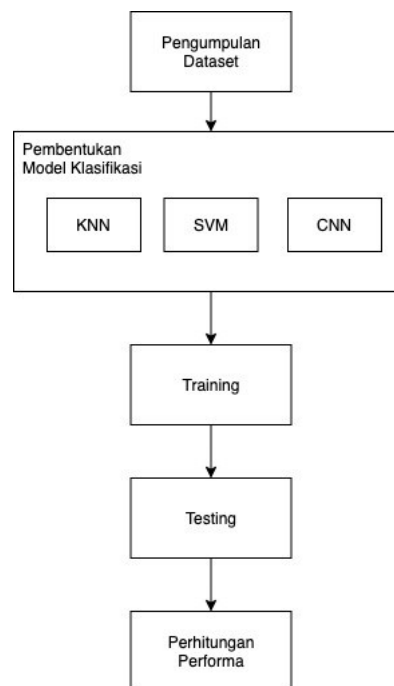 Pengumpulan
Dataset
Pembentukan
Model Klasifikasi
KNN
SVM
CNN
Training
Testing
Perhitungan
Performa